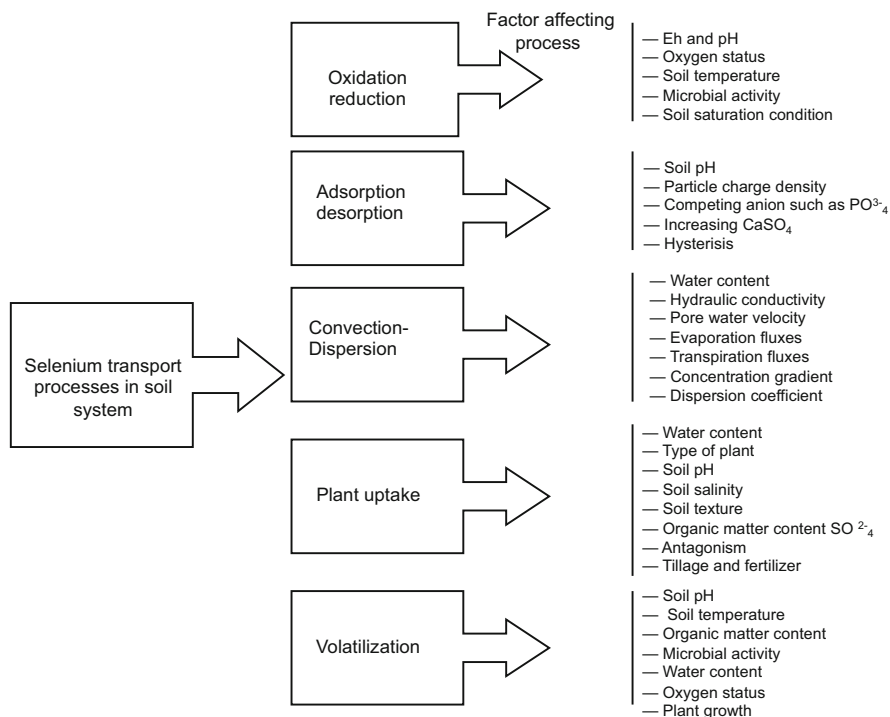 Selenium transport
processes in soil
system
Factor affecting
process
Oxidation
reduction
— Eh and pH
— Oxygen status
— Soil temperature
— Microbial activity
— Soil saturation condition
Adsorption
desorption
— Soil pH
— Particle charge density
— Competing anion such as PO³⁻₄
— Increasing CaSO₄
— Hysterisis
Convection-
Dispersion
— Water content
— Hydraulic conductivity
— Pore water velocity
— Evaporation fluxes
— Transpiration fluxes
— Concentration gradient
— Dispersion coefficient
Plant uptake
— Water content
— Type of plant
— Soil pH
— Soil salinity
— Soil texture
— Organic matter content SO ²⁻₄
— Antagonism
— Tillage and fertilizer
Volatilization
— Soil pH
— Soil temperature
— Organic matter content
— Microbial activity
— Water content
— Oxygen status
— Plant growth